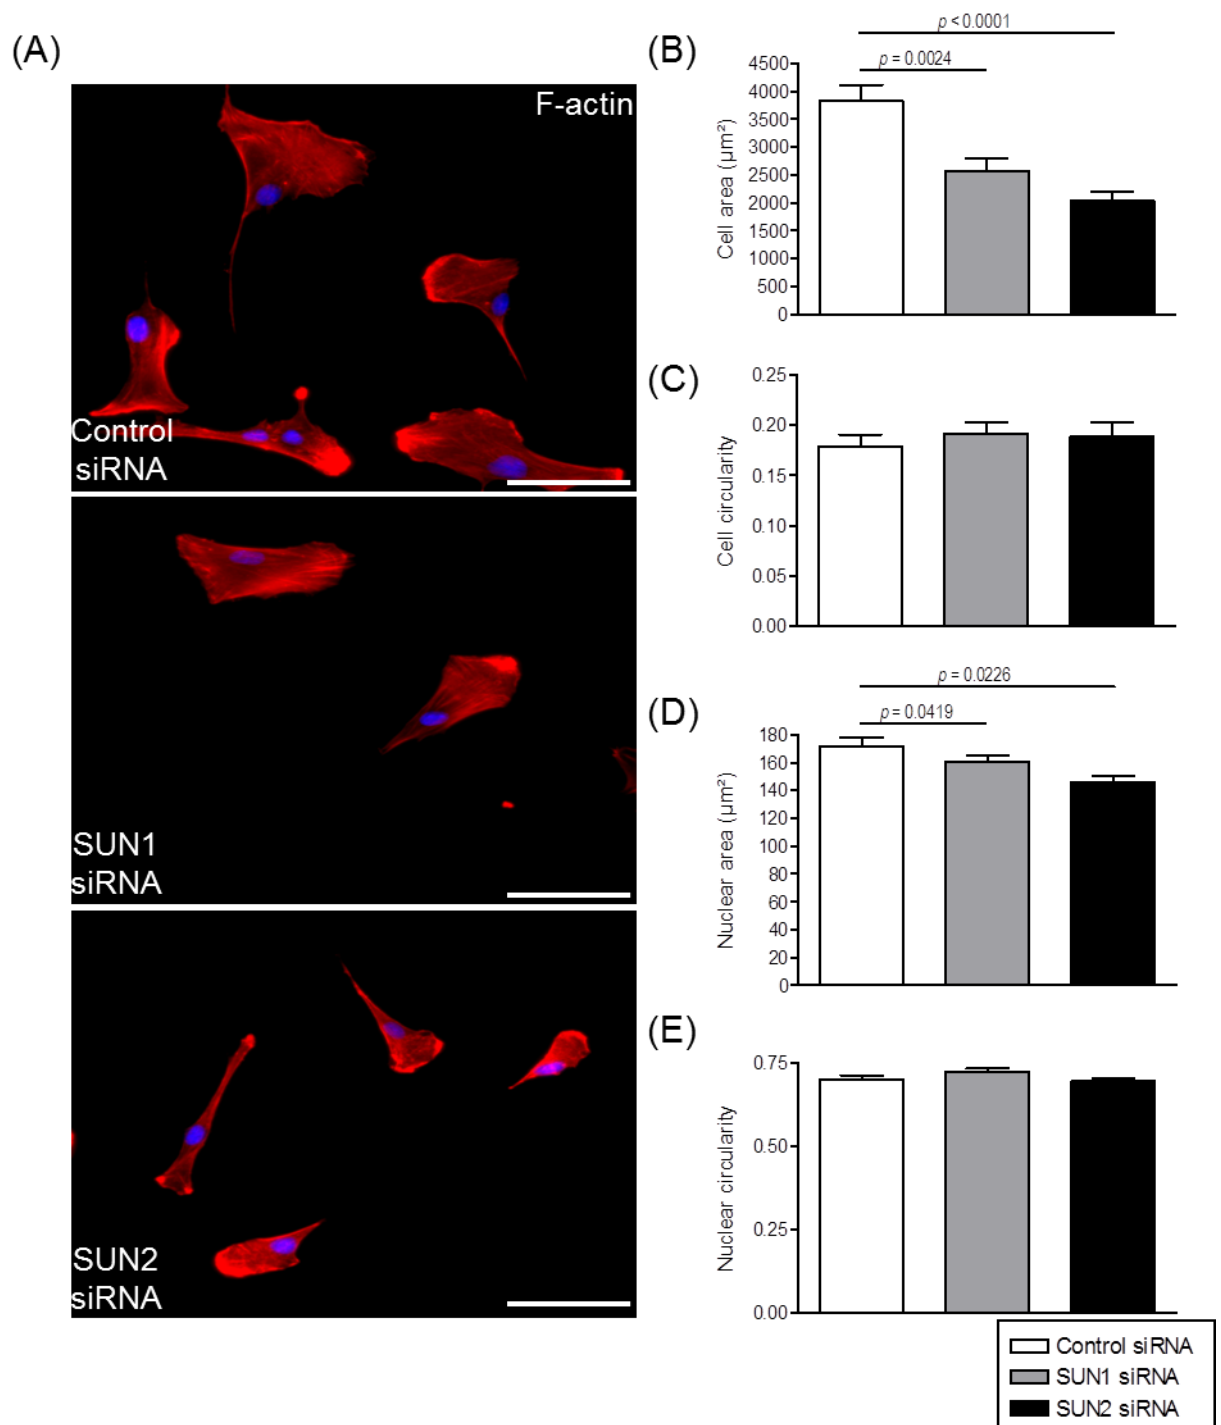 (A)
F-actin
Control
siRNA
SUN1
siRNA
SUN2
siRNA
(B)
p < 0.0001
p = 0.0024
4500
4000
3500
3000
2500
2000
1500
1000
500
0
Cell area (µm²)
(C)
0.25
0.20
0.15
0.10
0.05
0.00
Cell circularity
(D)
p = 0.0226
p = 0.0419
180
160
140
120
100
80
60
40
20
0
Nuclear area (µm²)
(E)
0.75
0.50
0.25
0.00
Nuclear circularity
Control siRNA
SUN1 siRNA
SUN2 siRNA